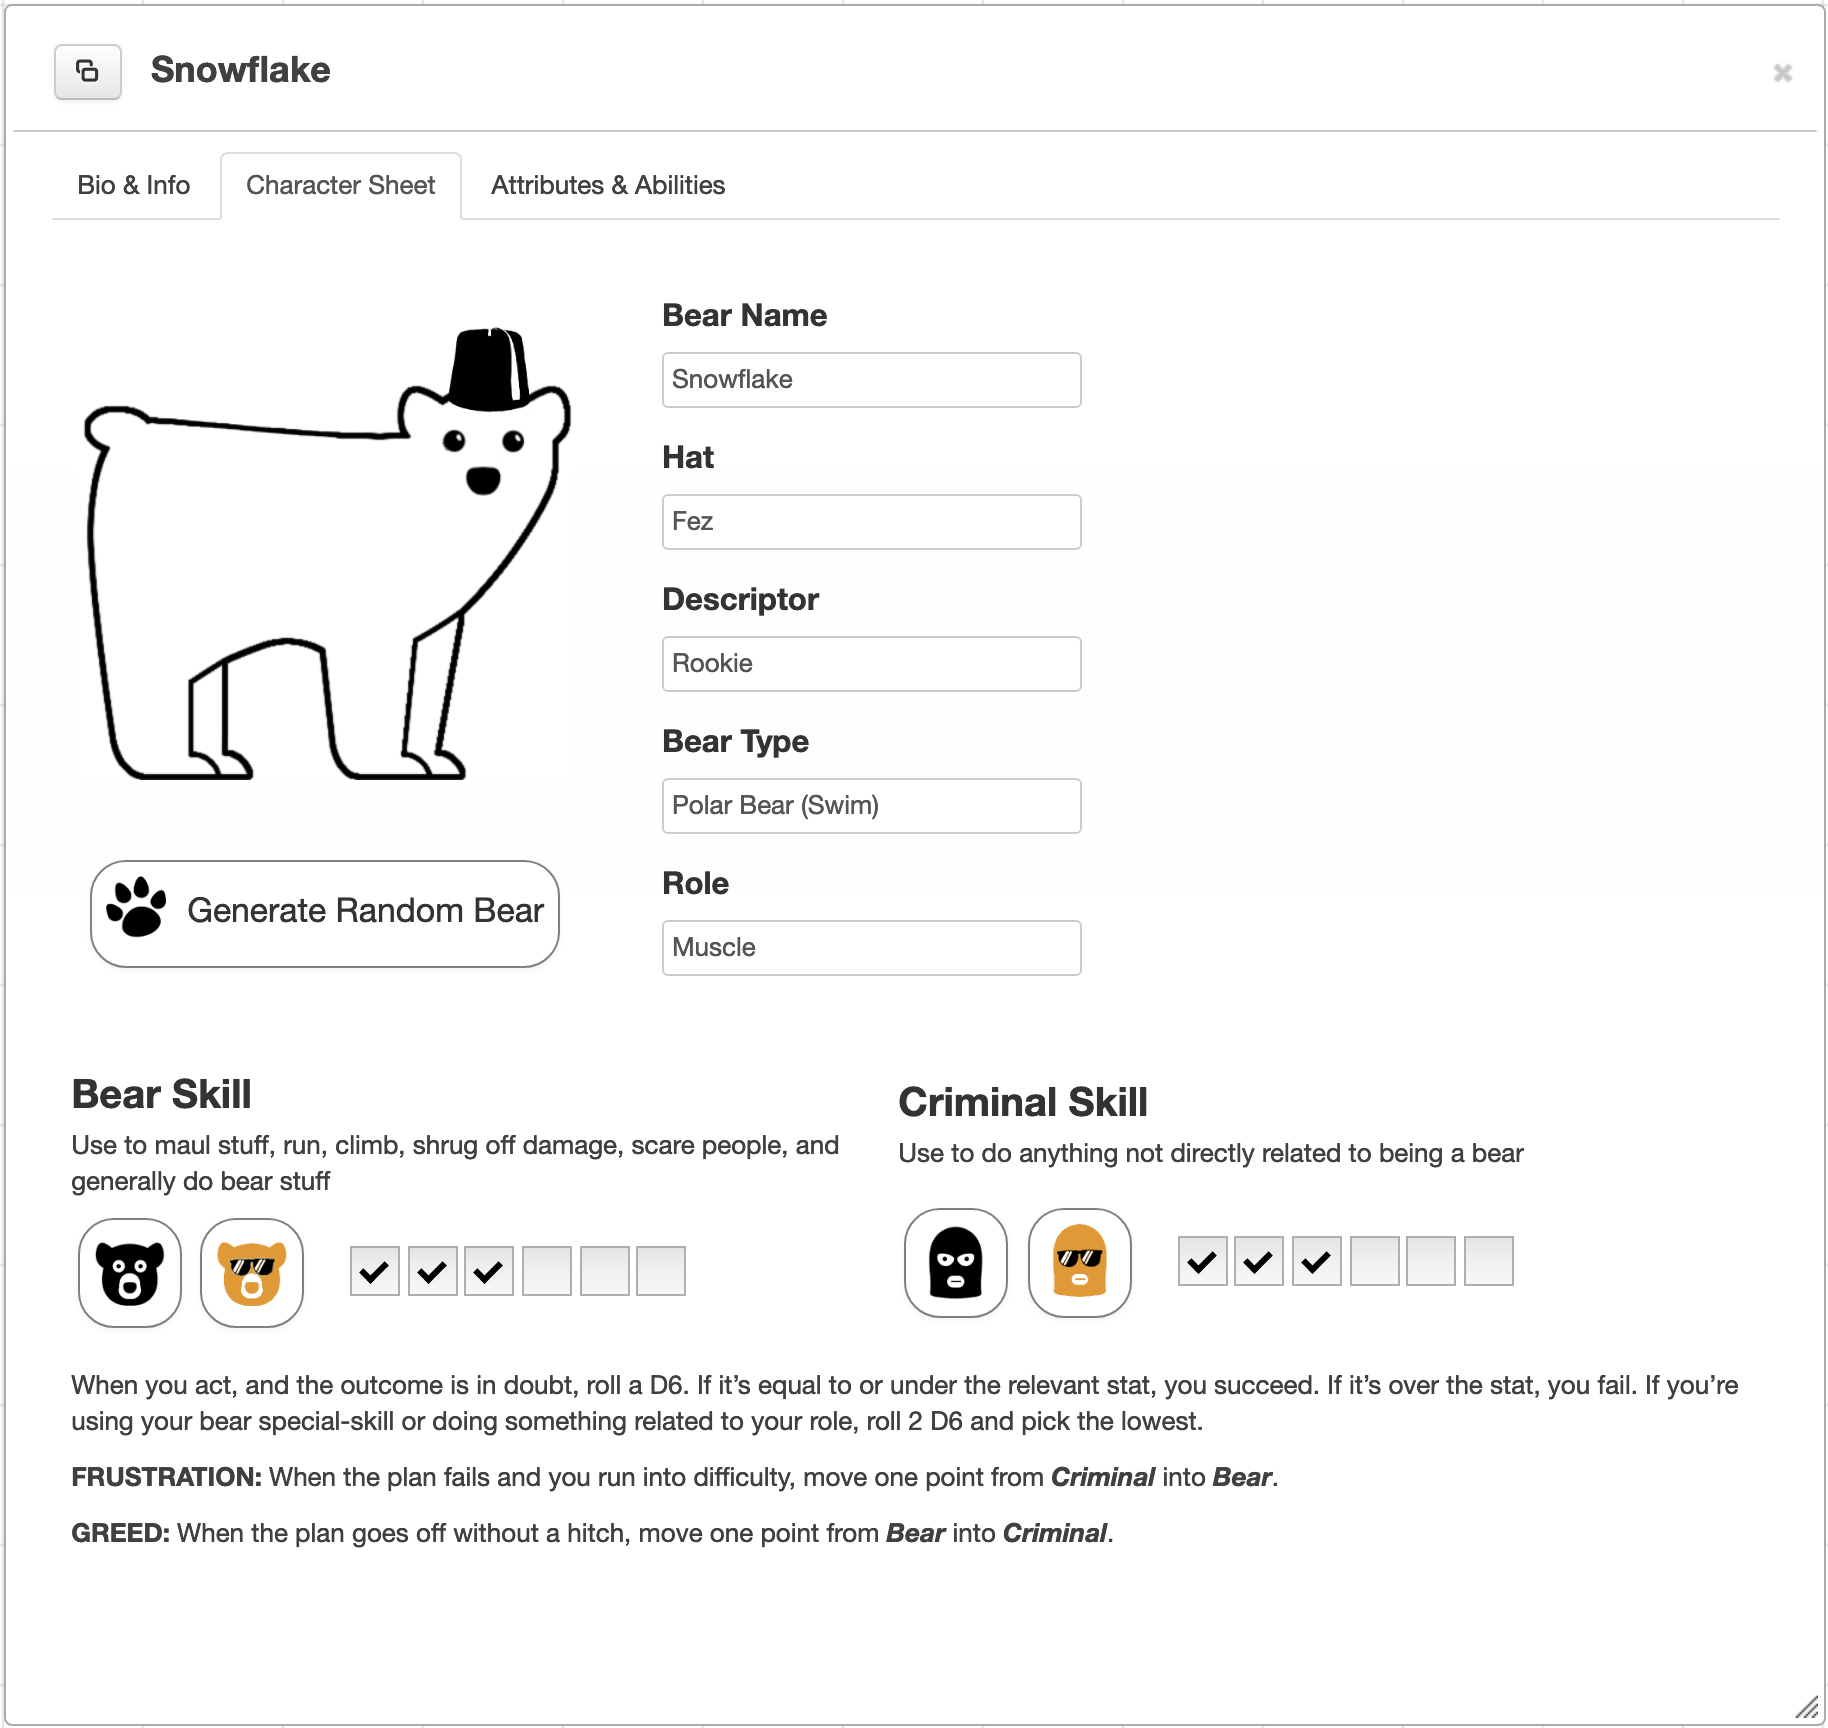 Snowflake
Bio & Info
Character Sheet
Attributes & Abilities
Bear Name
Snowflake
Hat
Fez
Descriptor
Rookie
Bear Type
Polar Bear (Swim)
Role
Muscle
Generate Random Bear
Bear Skill
Use to maul stuff, run, climb, shrug off damage, scare people, and
generally do bear stuff
Criminal Skill
Use to do anything not directly related to being a bear
When you act, and the outcome is in doubt, roll a D6. If it’s equal to or under the relevant stat, you succeed. If it’s over the stat, you fail. If you’re
using your bear special-skill or doing something related to your role, roll 2 D6 and pick the lowest.
FRUSTRATION: When the plan fails and you run into difficulty, move one point from Criminal into Bear.
GREED: When the plan goes off without a hitch, move one point from Bear into Criminal.